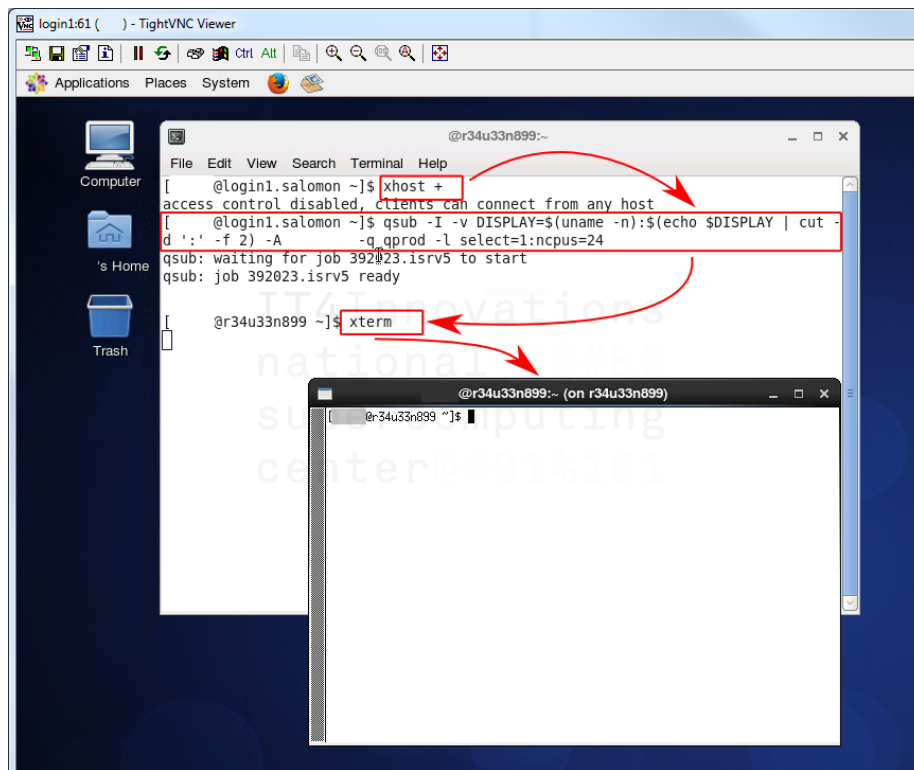 login1:61 ( ) - TightVNC Viewer
Ctrl Alt
Applications Places System
Computer
's Home
Trash
@r34u33n899:~
File Edit View Search Terminal Help
[ @login1.salomon ~]$ xhost +
access control disabled, clients can connect from any host
[ @login1.salomon ~]$ qsub -I -v DISPLAY=$(uname -n):$(echo $DISPLAY | cut -
d ':' -f 2) -A -q qprod -l select=1:ncpus=24
qsub: waiting for job 392023.isrv5 to start
qsub: job 392023.isrv5 ready
[ @r34u33n899 ~]$ xterm
IT4Innovations
national
supercomputing
center@#01%101
@r34u33n899:~ (on r34u33n899)
[ @r34u33n899 ~]$